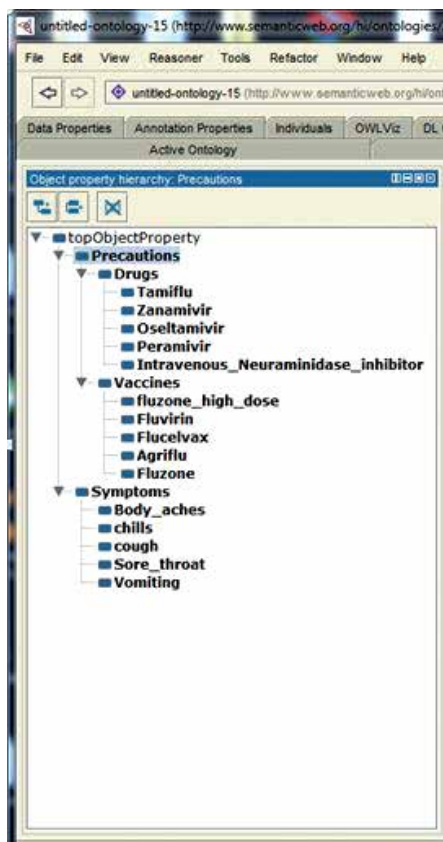 untitled-ontology-15 (http://www.semanticweb.org/hi/ontologies/
File Edit View Reasoner Tools Refactor Window Help
untitled-ontology-15 (http://www.semanticweb.org/hi/ont
Data Properties Annotation Properties Individuals OWLViz DL
Active Ontology
Object property hierarchy: Precautions
topObjectProperty
Precautions
Drugs
Tamiflu
Zanamivir
Oseltamivir
Peramivir
Intravenous_Neuraminidase_inhibitor
Vaccines
fluzone_high_dose
Fluvirin
Flucelvax
Agriflu
Fluzone
Symptoms
Body_aches
chills
cough
Sore_throat
Vomiting